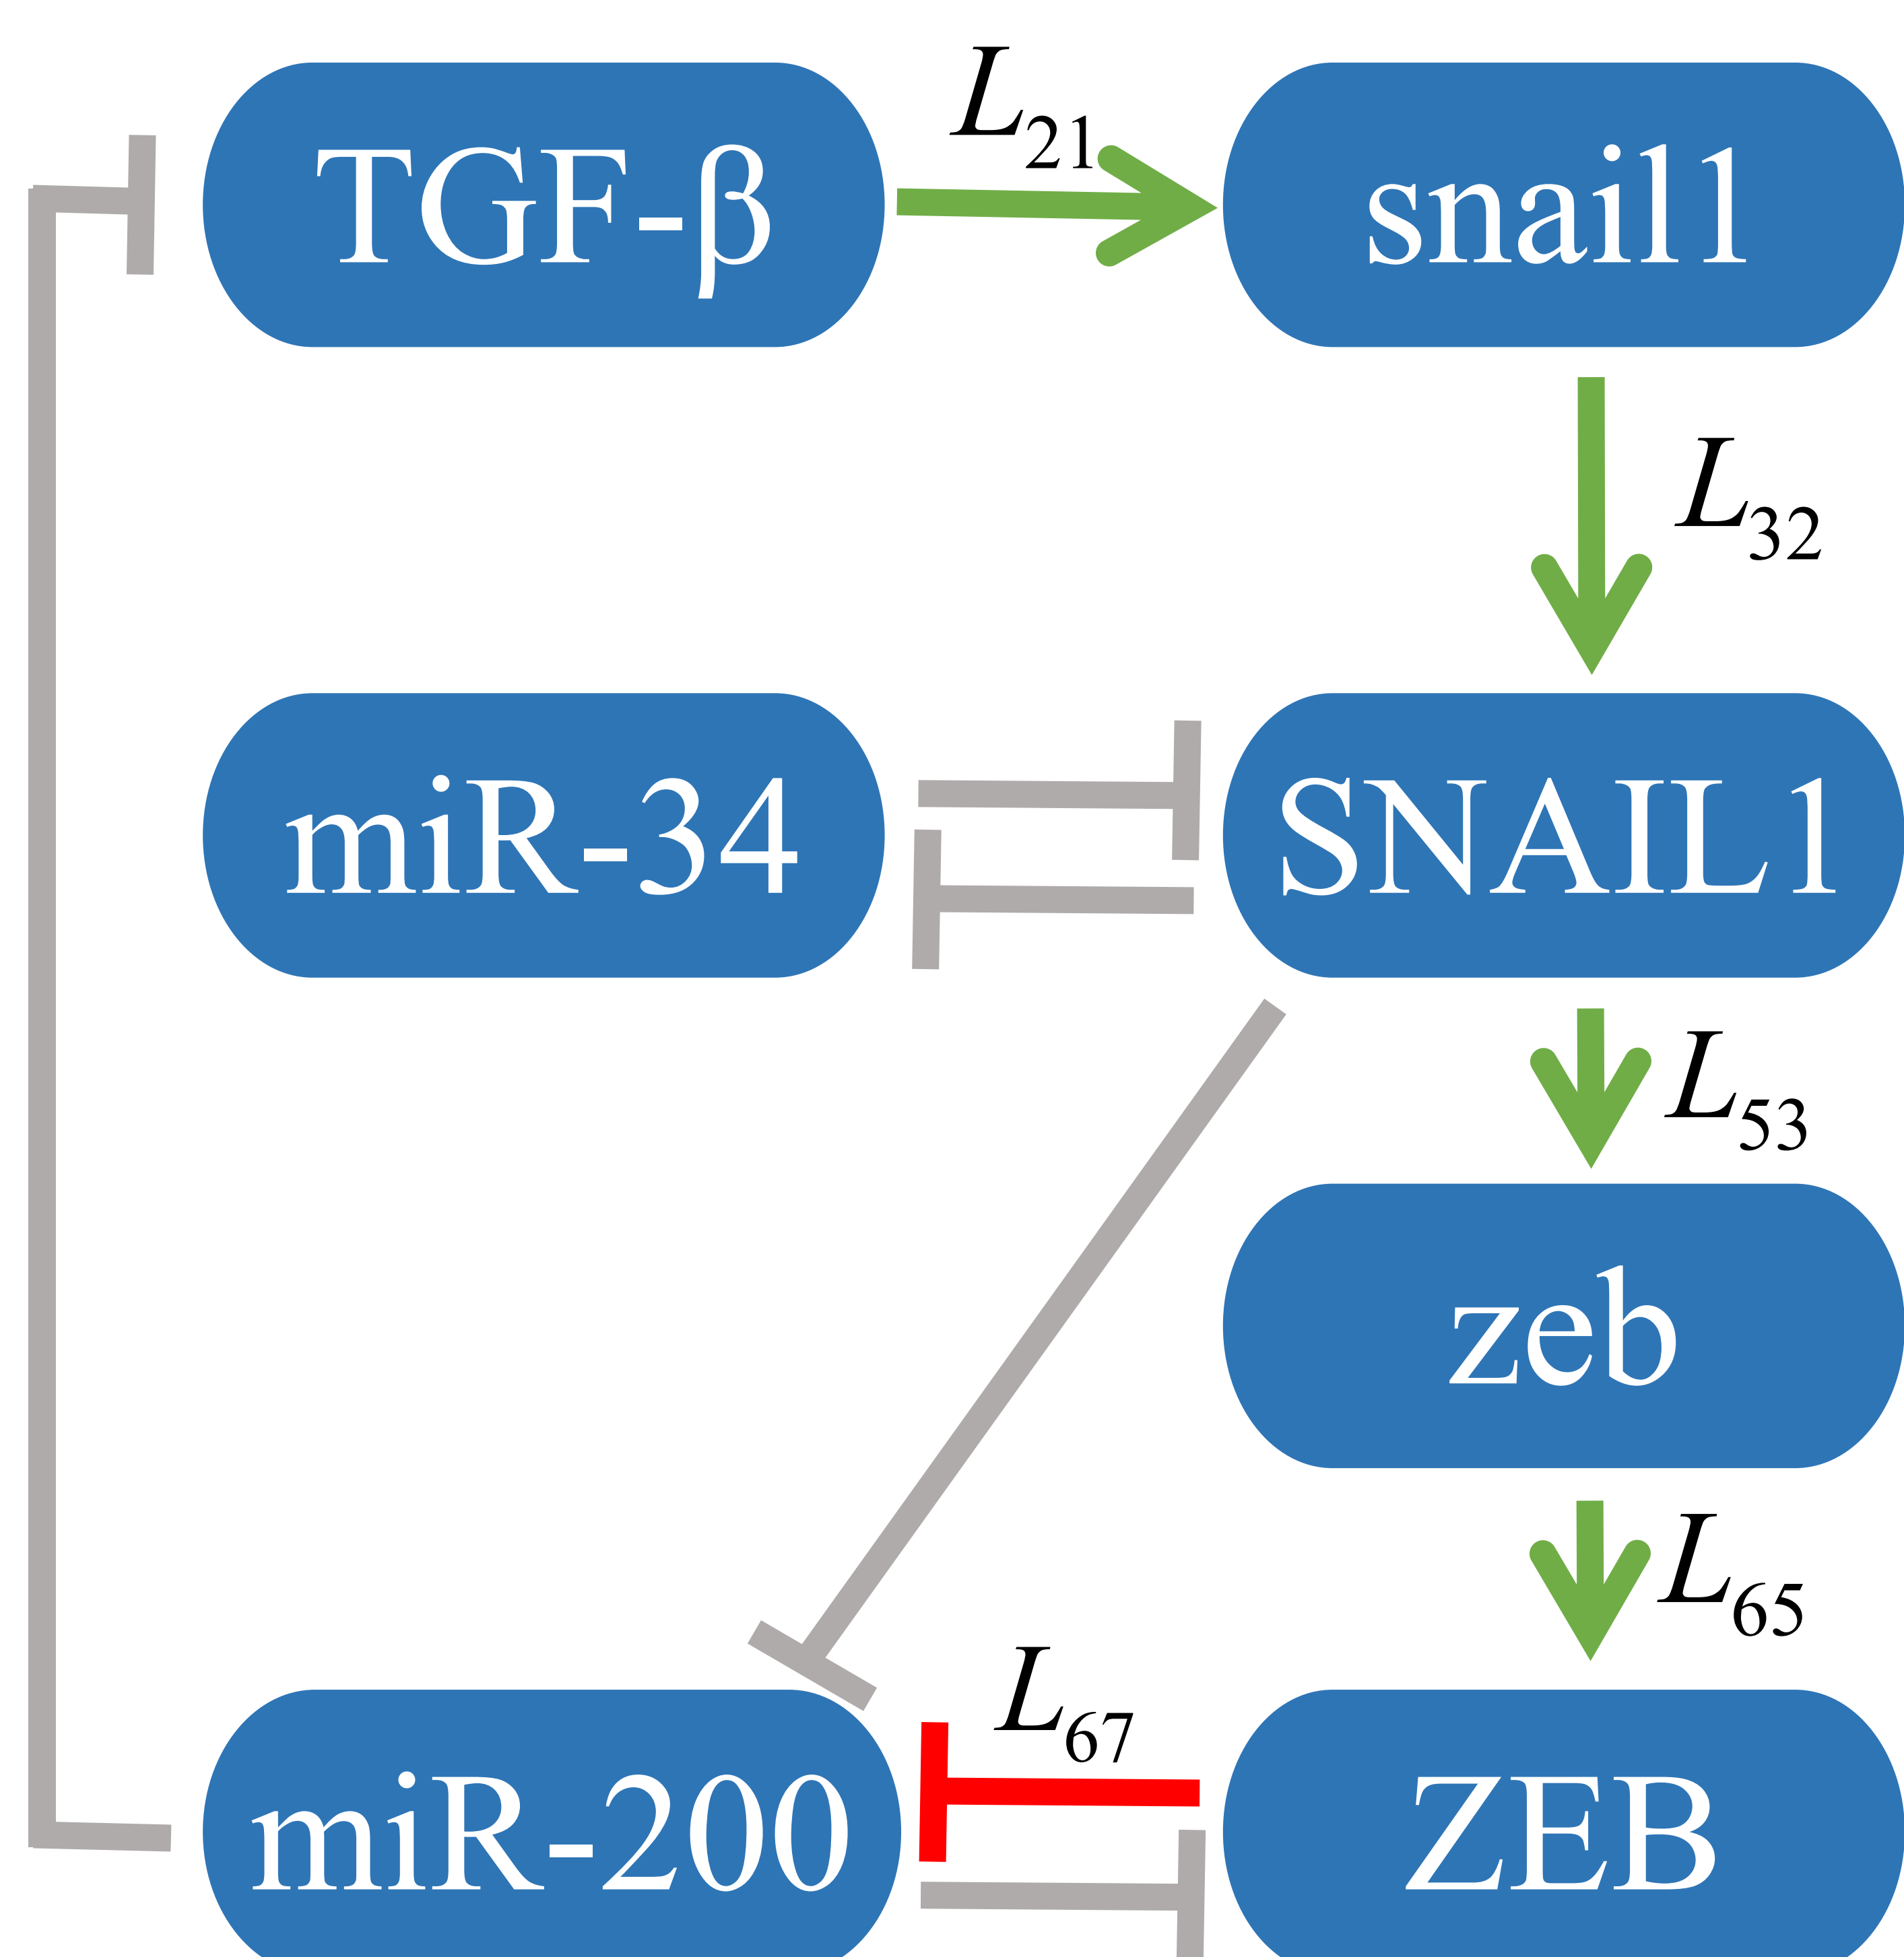 L21
TGF-β
snail1
L32
miR-34
SNAIL1
L53
zeb
L65
L67
miR-200
ZEB